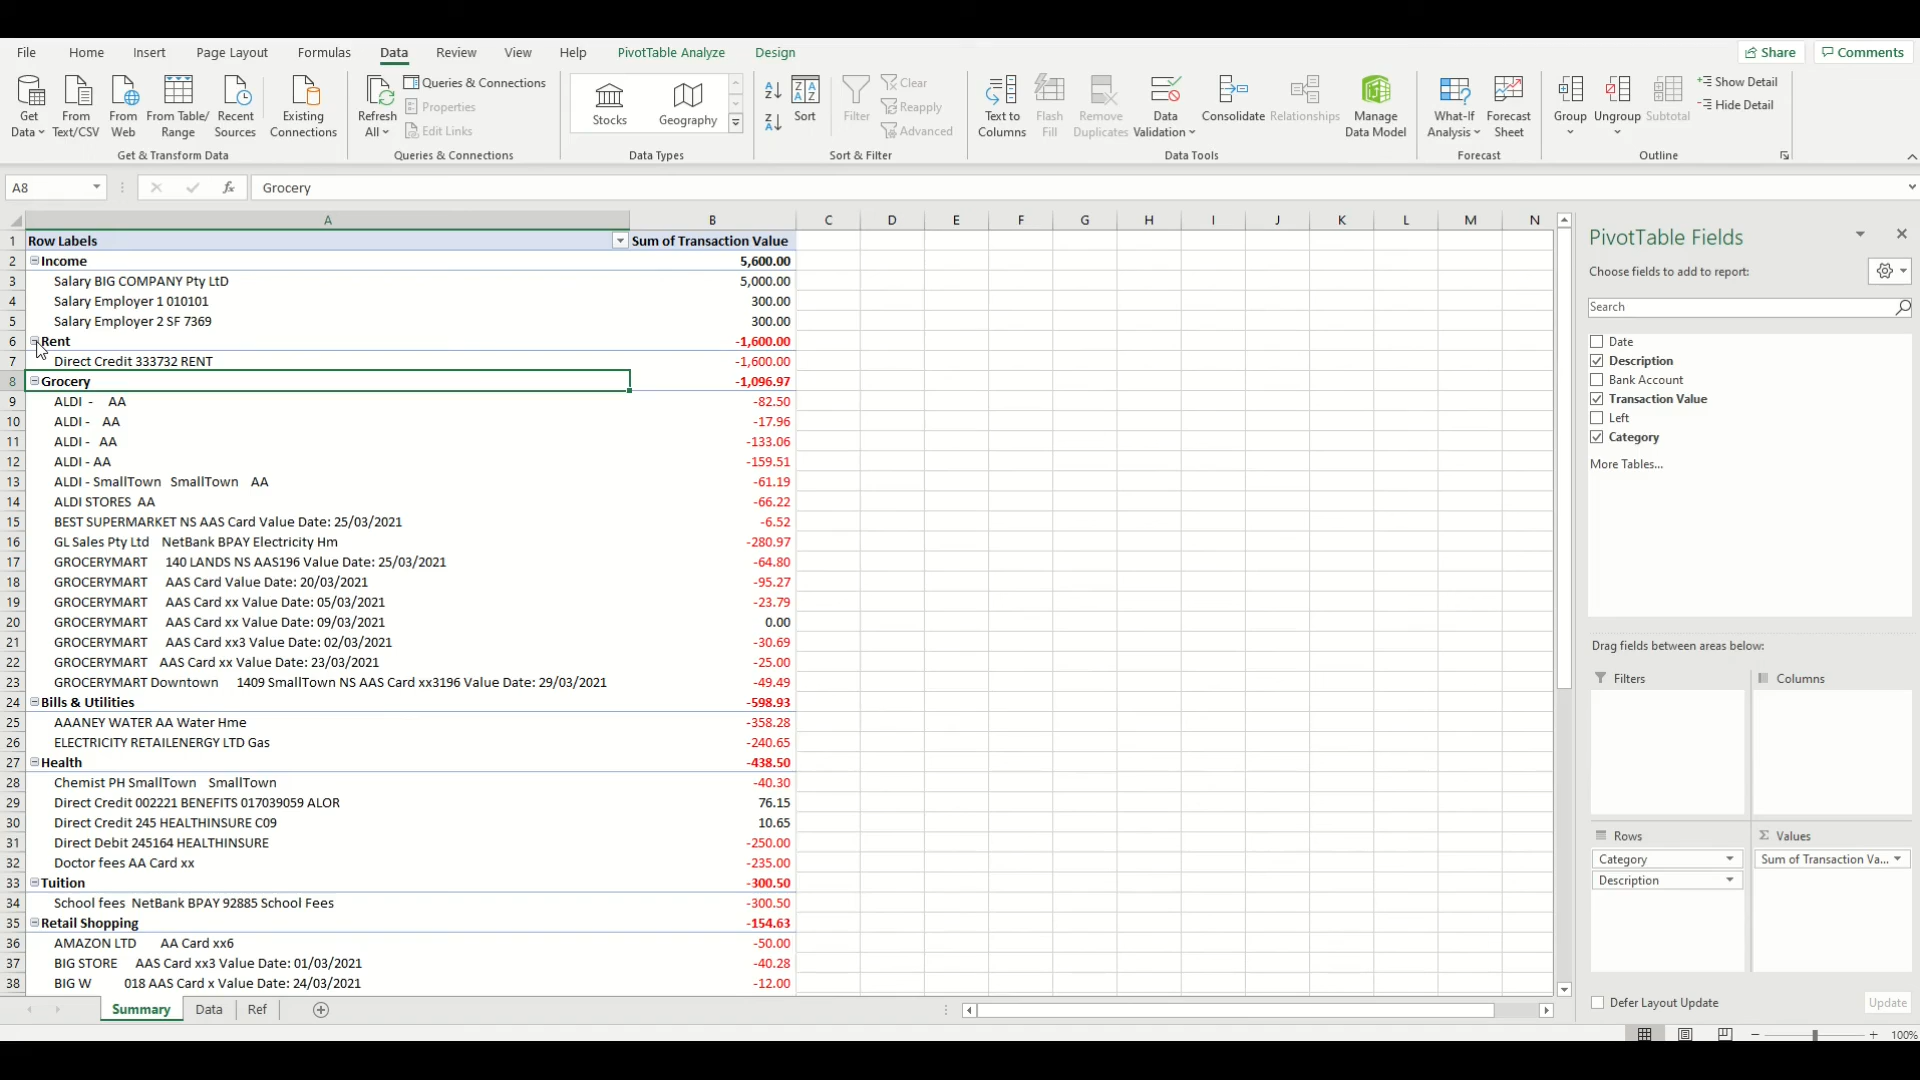 File Home Insert Page Layout Formulas Data Review View Help PivotTable Analyze Design Share Comments
Get Data From Text/CSV From Web From Table/ Range Recent Sources Existing Connections
Get & Transform Data
Refresh All Queries & Connections Properties Edit Links
Queries & Connections
Stocks Geography
Data Types
Sort Filter Clear Reapply Advanced
Sort & Filter
Text to Columns Flash Fill Remove Duplicates Data Validation Consolidate Relationships Manage Data Model
Data Tools
What-If Analysis Forecast Sheet
Forecast
Group Ungroup Subtotal Show Detail Hide Detail
Outline
A8 fx Grocery
A B C D E F G H I J K L M N
1 Row Labels Sum of Transaction Value
2 Income 5,600.00
3 Salary BIG COMPANY Pty LtD 5,000.00
4 Salary Employer 1 010101 300.00
5 Salary Employer 2 SF 7369 300.00
6 Rent -1,600.00
7 Direct Credit 333732 RENT -1,600.00
8 Grocery -1,096.97
9 ALDI - AA -82.50
10 ALDI - AA -17.96
11 ALDI - AA -133.06
12 ALDI - AA -159.51
13 ALDI - SmallTown SmallTown AA -61.19
14 ALDI STORES AA -66.22
15 BEST SUPERMARKET NS AAS Card Value Date: 25/03/2021 -6.52
16 GL Sales Pty Ltd NetBank BPAY Electricity Hm -280.97
17 GROCERYMART 140 LANDS NS AAS196 Value Date: 25/03/2021 -64.80
18 GROCERYMART AAS Card Value Date: 20/03/2021 -95.27
19 GROCERYMART AAS Card xx Value Date: 05/03/2021 -23.79
20 GROCERYMART AAS Card xx Value Date: 09/03/2021 0.00
21 GROCERYMART AAS Card xx3 Value Date: 02/03/2021 -30.69
22 GROCERYMART AAS Card xx Value Date: 23/03/2021 -25.00
23 GROCERYMART Downtown 1409 SmallTown NS AAS Card xx3196 Value Date: 29/03/2021 -49.49
24 Bills & Utilities -598.93
25 AAANEY WATER AA Water Hme -358.28
26 ELECTRICITY RETAILENERGY LTD Gas -240.65
27 Health -438.50
28 Chemist PH SmallTown SmallTown -40.30
29 Direct Credit 002221 BENEFITS 017039059 ALOR 76.15
30 Direct Credit 245 HEALTHINSURE C09 10.65
31 Direct Debit 245164 HEALTHINSURE -250.00
32 Doctor fees AA Card xx -235.00
33 Tuition -300.50
34 School fees NetBank BPAY 92885 School Fees -300.50
35 Retail Shopping -154.63
36 AMAZON LTD AA Card xx6 -50.00
37 BIG STORE AAS Card xx3 Value Date: 01/03/2021 -40.28
38 BIG W 018 AAS Card x Value Date: 24/03/2021 -12.00
Summary Data Ref
PivotTable Fields
Choose fields to add to report:
Search
Date
Description
Bank Account
Transaction Value
Left
Category
More Tables...
Drag fields between areas below:
Filters Columns
Rows Σ Values
Category Sum of Transaction Va...
Description
Defer Layout Update Update
100%